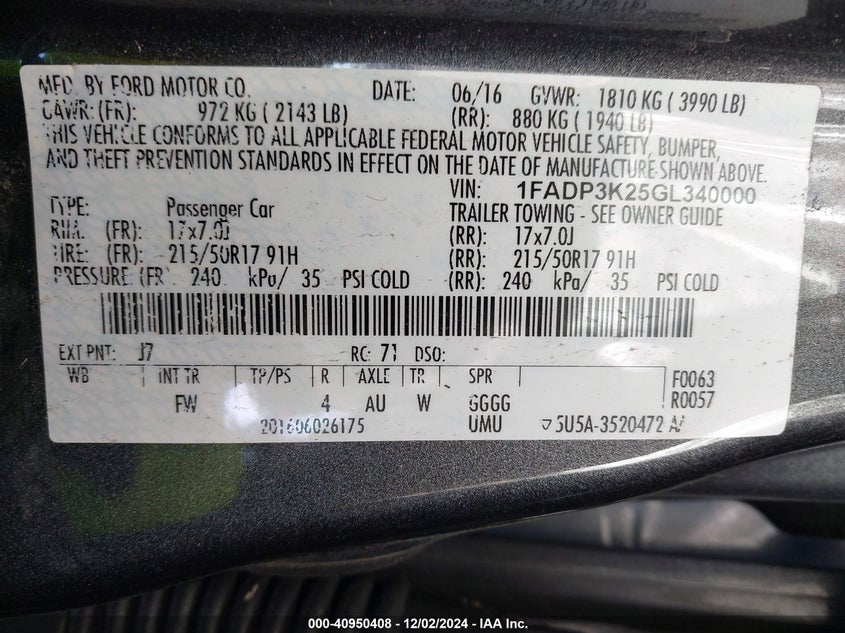 MFD. BY FORD MOTOR CO. DATE: 06/16 GVWR: 1810 KG ( 3990 LB)
GAWR: (FR): 972 KG ( 2143 LB) (RR): 880 KG ( 1940 LB)
THIS VEHICLE CONFORMS TO ALL APPLICABLE FEDERAL MOTOR VEHICLE SAFETY, BUMPER,
AND THEFT PREVENTION STANDARDS IN EFFECT ON THE DATE OF MANUFACTURE SHOWN ABOVE.
VIN: 1FADP3K25GL340000
TYPE: Passenger Car TRAILER TOWING - SEE OWNER GUIDE
RIM: (FR): 17x7.0J (RR): 17x7.0J
TIRE: (FR): 215/50R17 91H (RR): 215/50R17 91H
PRESSURE: (FR) 240 kPa/ 35 PSI COLD (RR): 240 kPa/ 35 PSI COLD
EXT PNT: J7 RC: 71 DSO:
WB INT TR TP/PS R AXLE TR SPR F0063
FW 4 AU W GGGG R0057
201606026175 UMU 5U5A-3520472
000-40950408 - 12/02/2024 - IAA Inc.